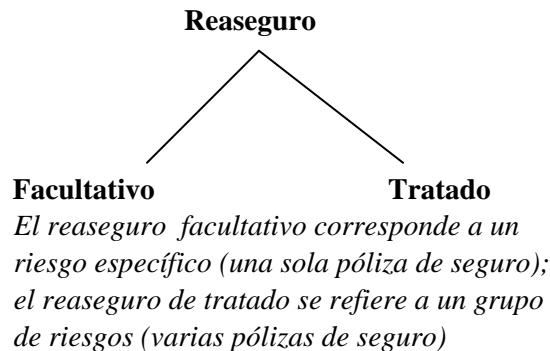 Reaseguro
Facultativo Tratado
El reaseguro facultativo corresponde a un
riesgo específico (una sola póliza de seguro);
el reaseguro de tratado se refiere a un grupo
de riesgos (varias pólizas de seguro)